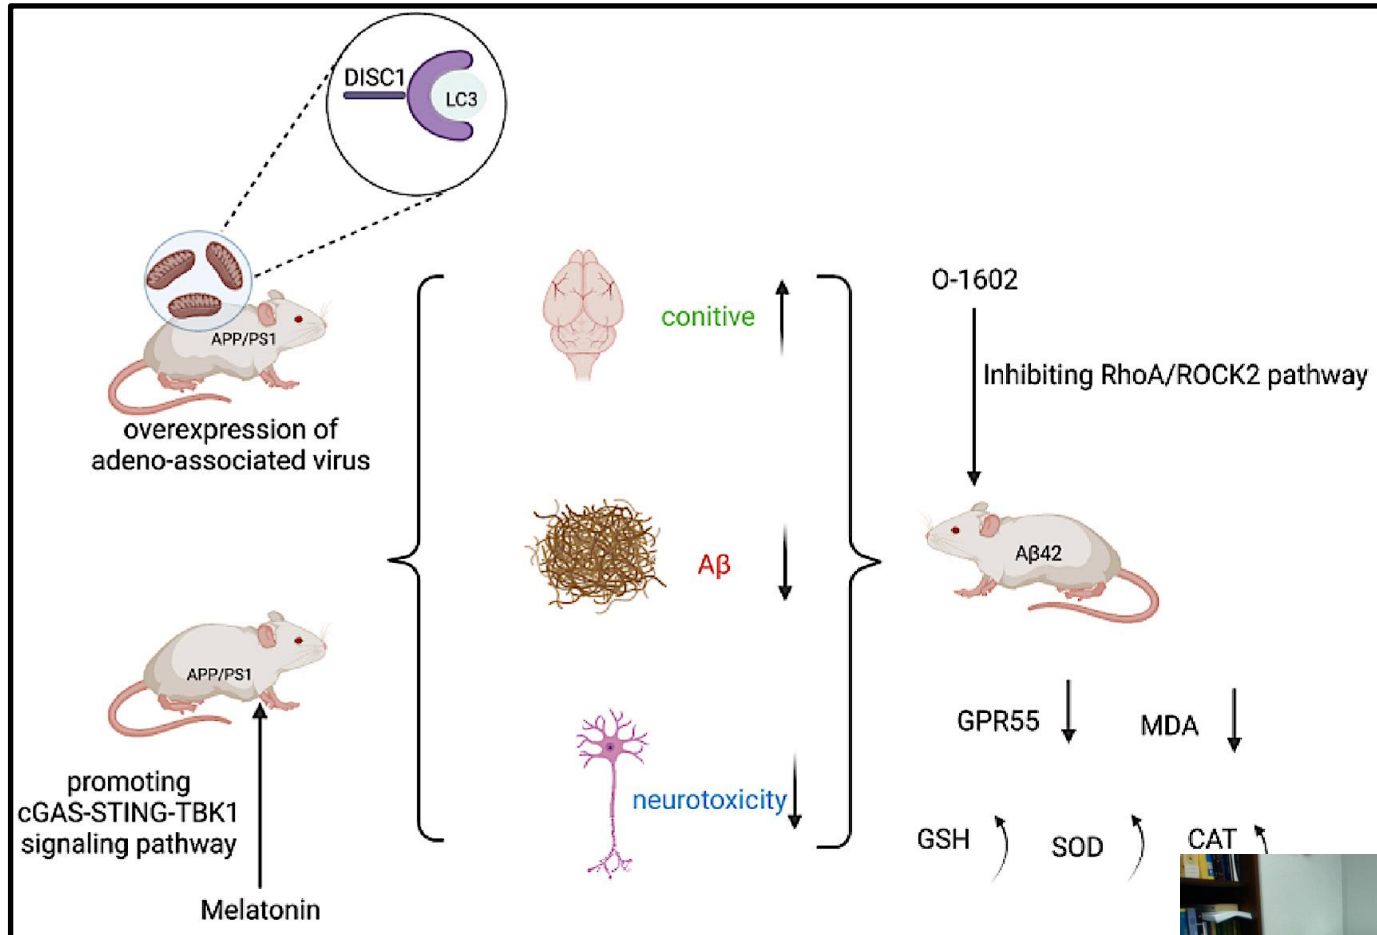 DISC1
LC3
APP/PS1
overexpression of
adeno-associated virus
APP/PS1
promoting
cGAS-STING-TBK1
signaling pathway
Melatonin
conitive
Aβ
neurotoxicity
O-1602
Inhibiting RhoA/ROCK2 pathway
Aβ42
GPR55
MDA
GSH
SOD
CAT